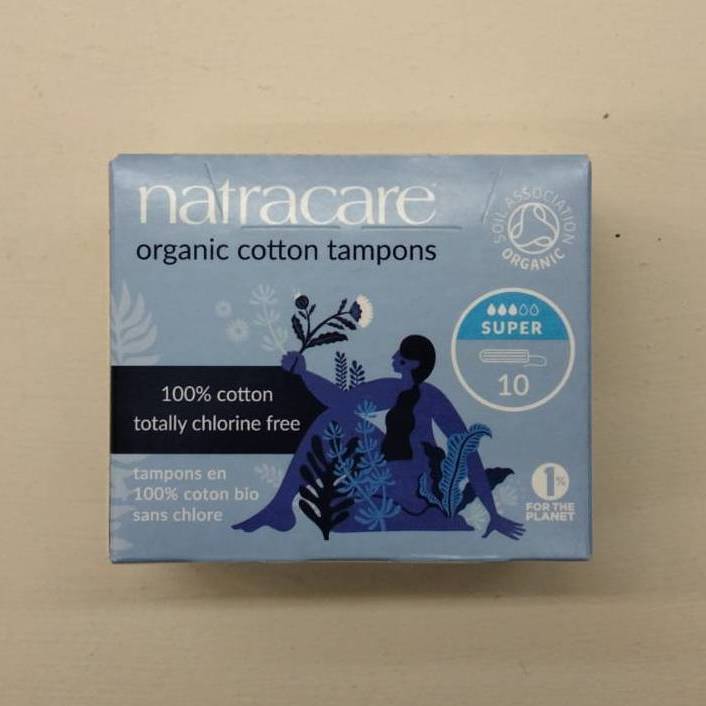 natracare
organic cotton tampons
SOIL ASSOCIATION
ORGANIC
SUPER
10
100% cotton
totally chlorine free
tampons en
100% coton bio
sans chlore
1%
FOR THE
PLANET